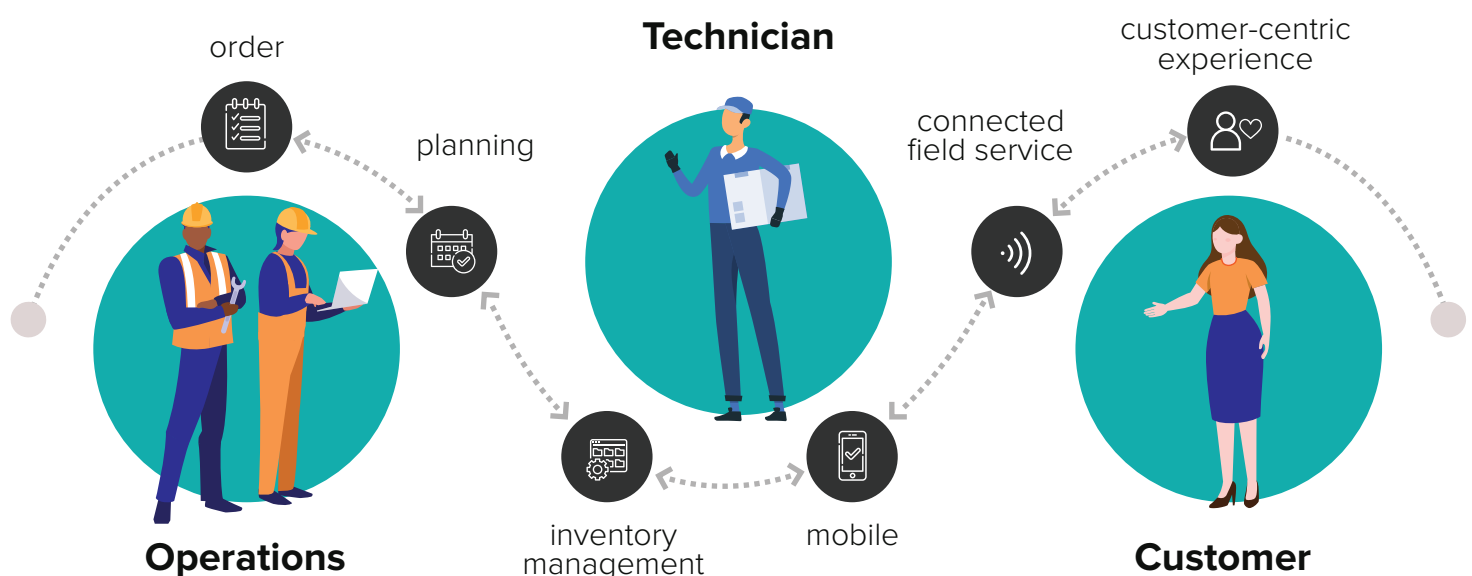 order
planning
Operations
Technician
inventory
management
mobile
connected
field service
customer-centric
experience
Customer